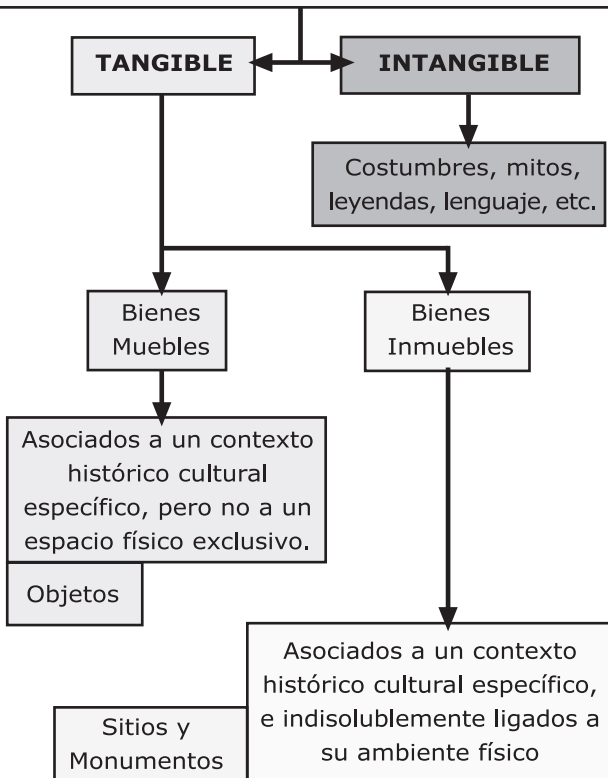 TANGIBLE
INTANGIBLE
Costumbres, mitos,
leyendas, lenguaje, etc.
Bienes
Muebles
Bienes
Inmuebles
Asociados a un contexto
histórico cultural
específico, pero no a un
espacio físico exclusivo.
Objetos
Asociados a un contexto
histórico cultural específico,
e indisolublemente ligados a
su ambiente físico
Sitios y
Monumentos